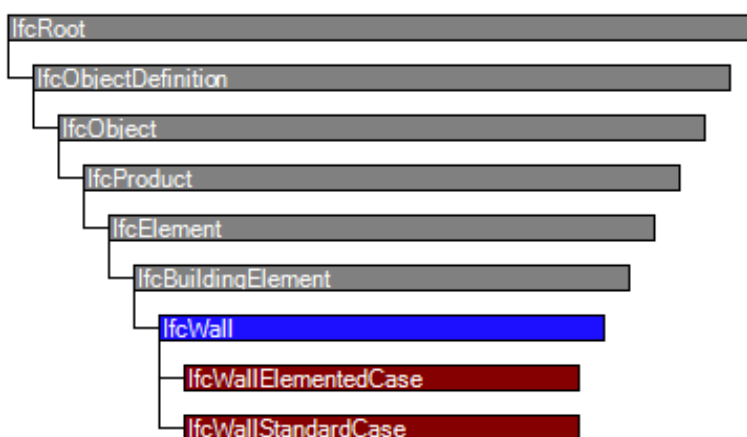 IfcRoot
IfcObjectDefinition
IfcObject
IfcProduct
IfcElement
IfcBuildingElement
IfcWall
IfcWallElementedCase
IfcWallStandardCase